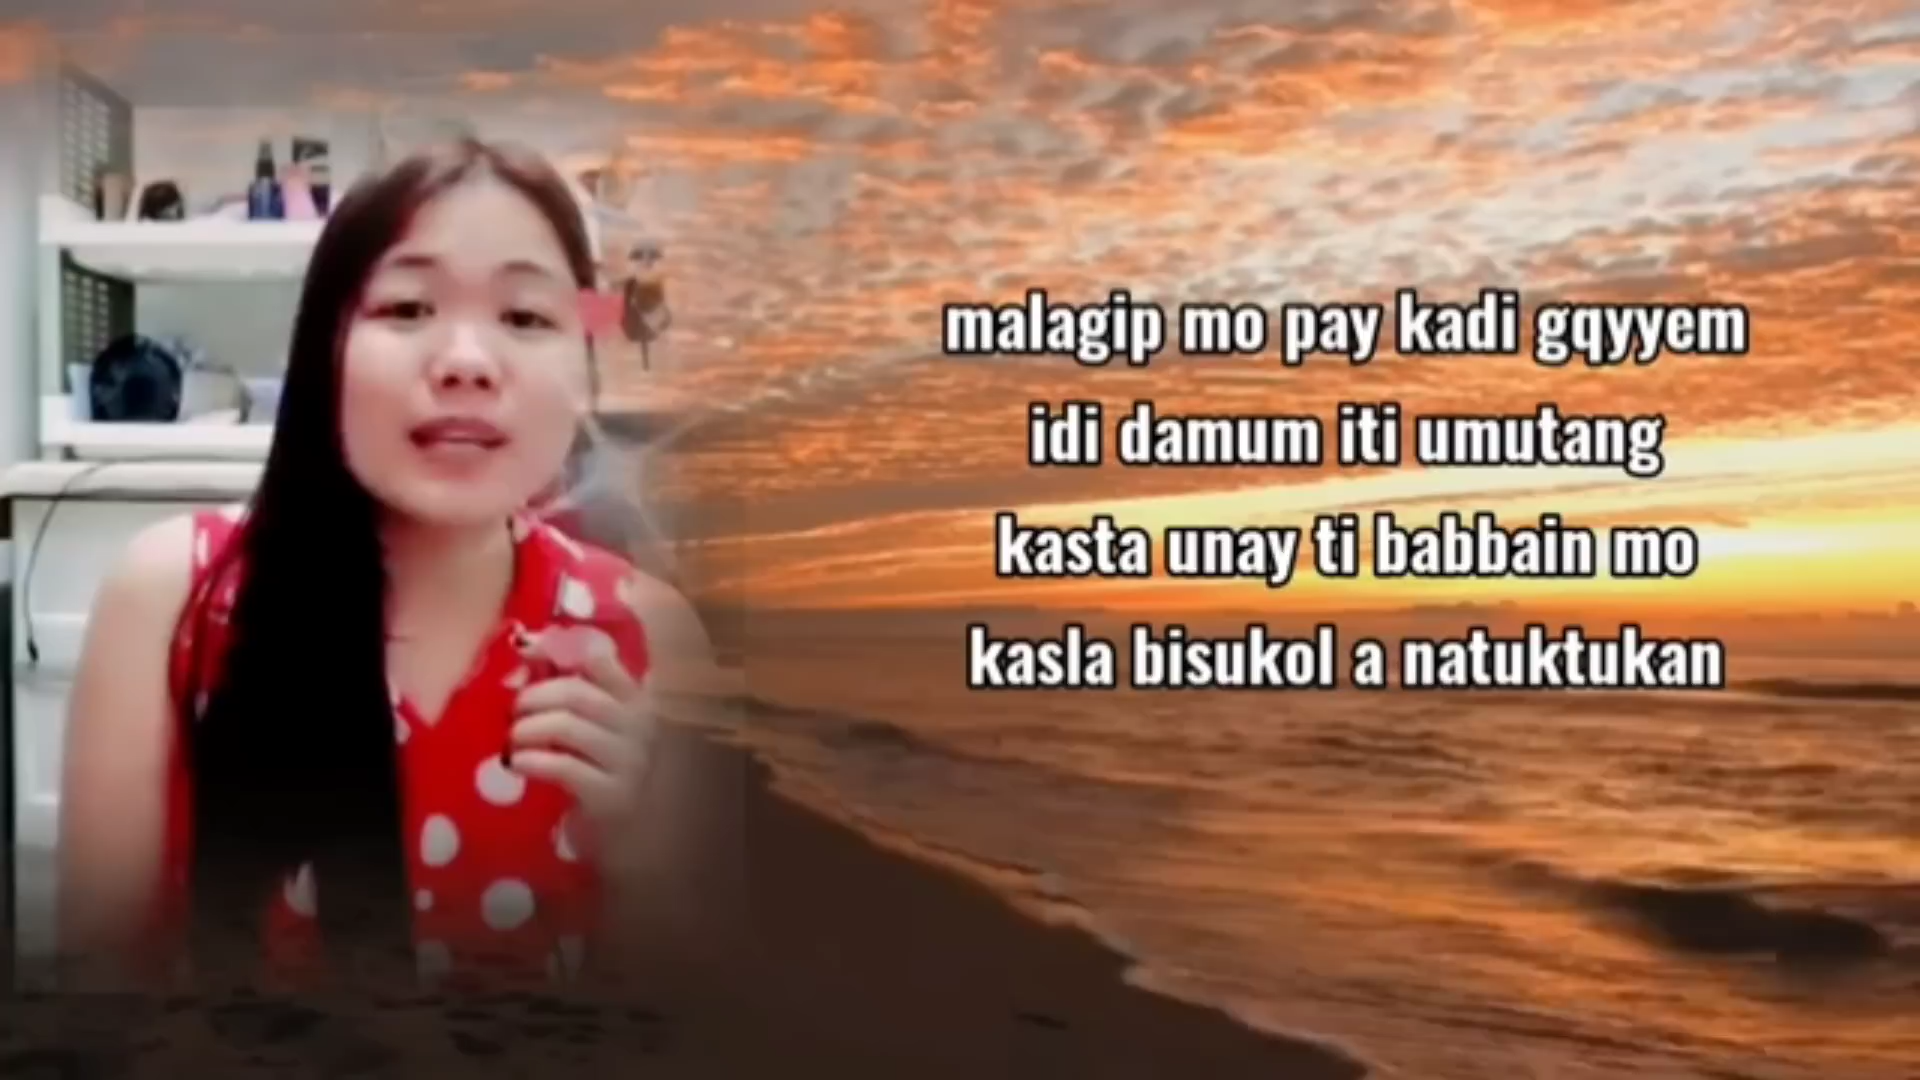 malagip mo pay kadi gqyyem
idi damum iti umutang
kasta unay ti babbain mo
kasla bisukol a natuktukan